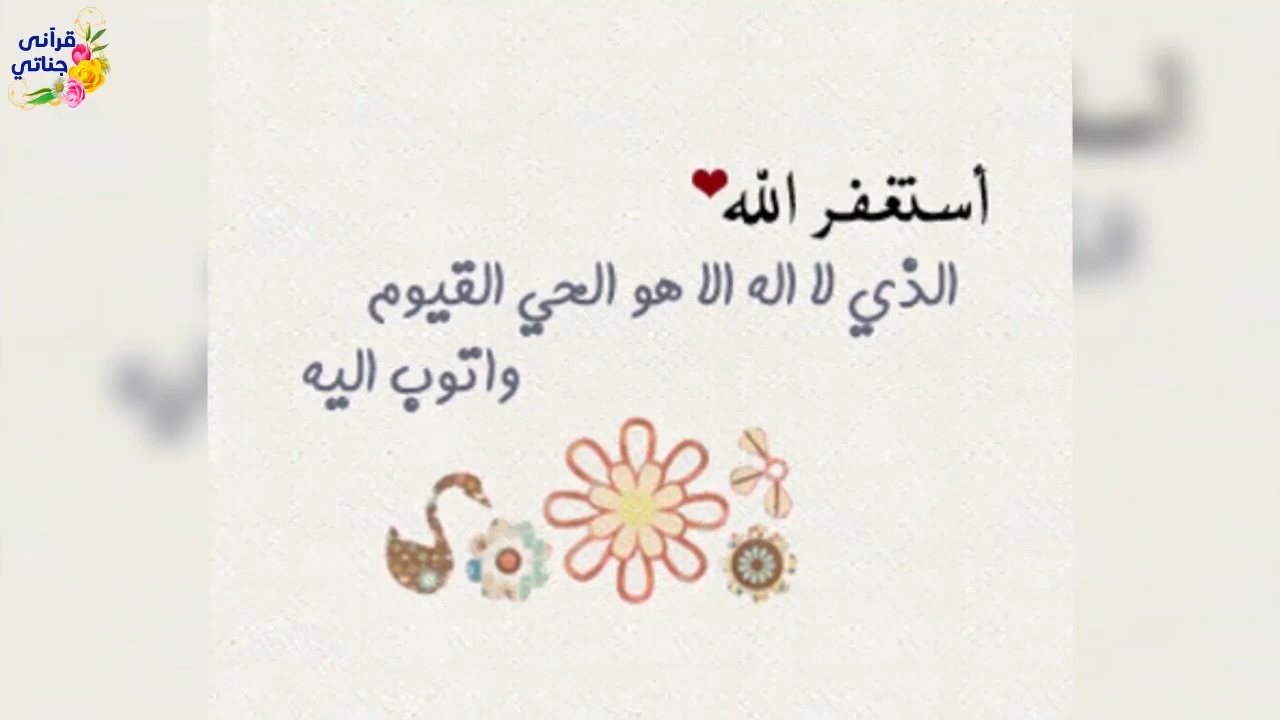 قرآنى
جناتي
أستغفر الله❤
الذي لا اله الا هو الحي القيوم
واتوب اليه